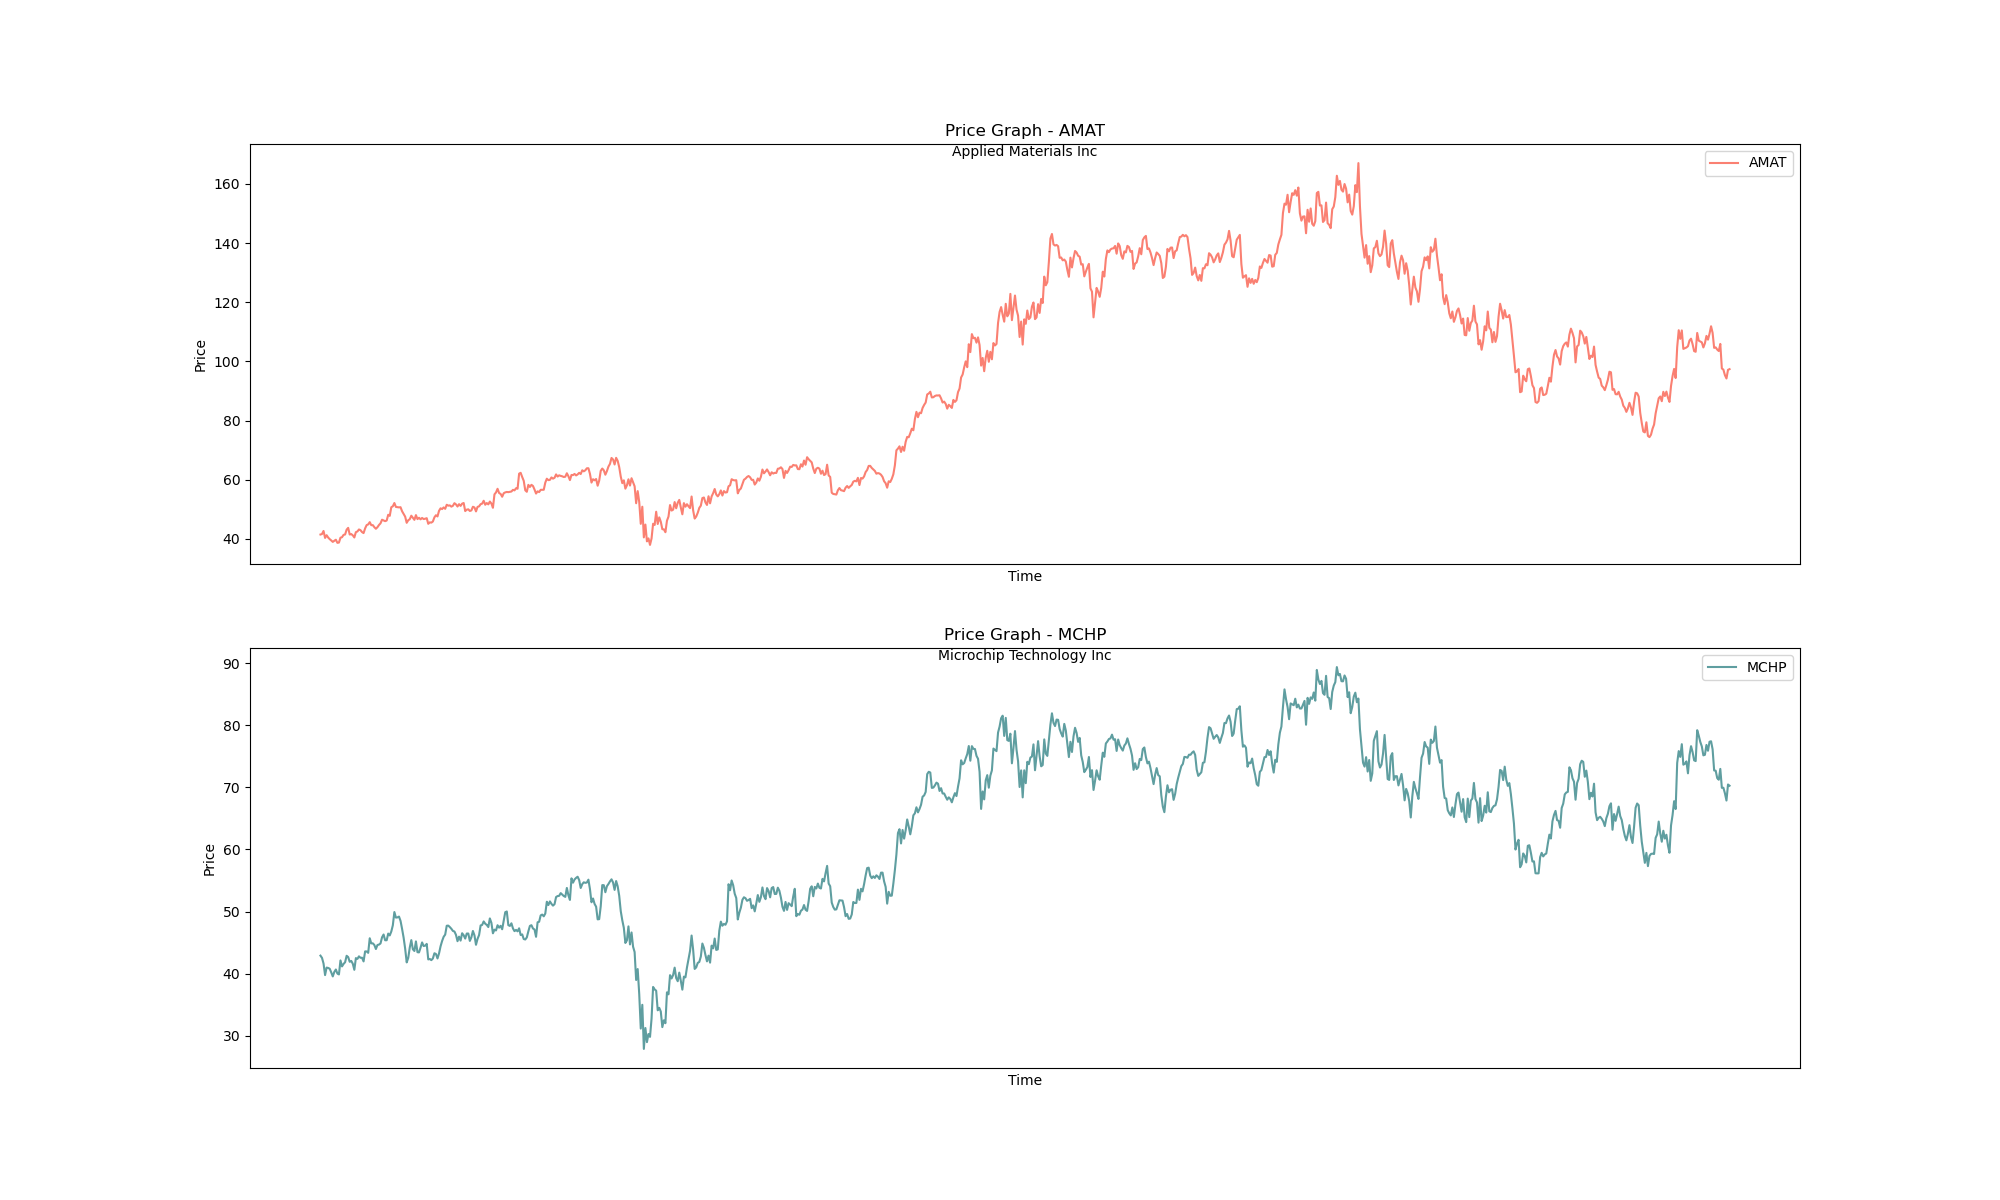 Price Graph - AMAT
Applied Materials Inc
AMAT
160
140
120
100
80
60
40
Price
Time
Price Graph - MCHP
Microchip Technology Inc
MCHP
90
80
70
60
50
40
30
Price
Time